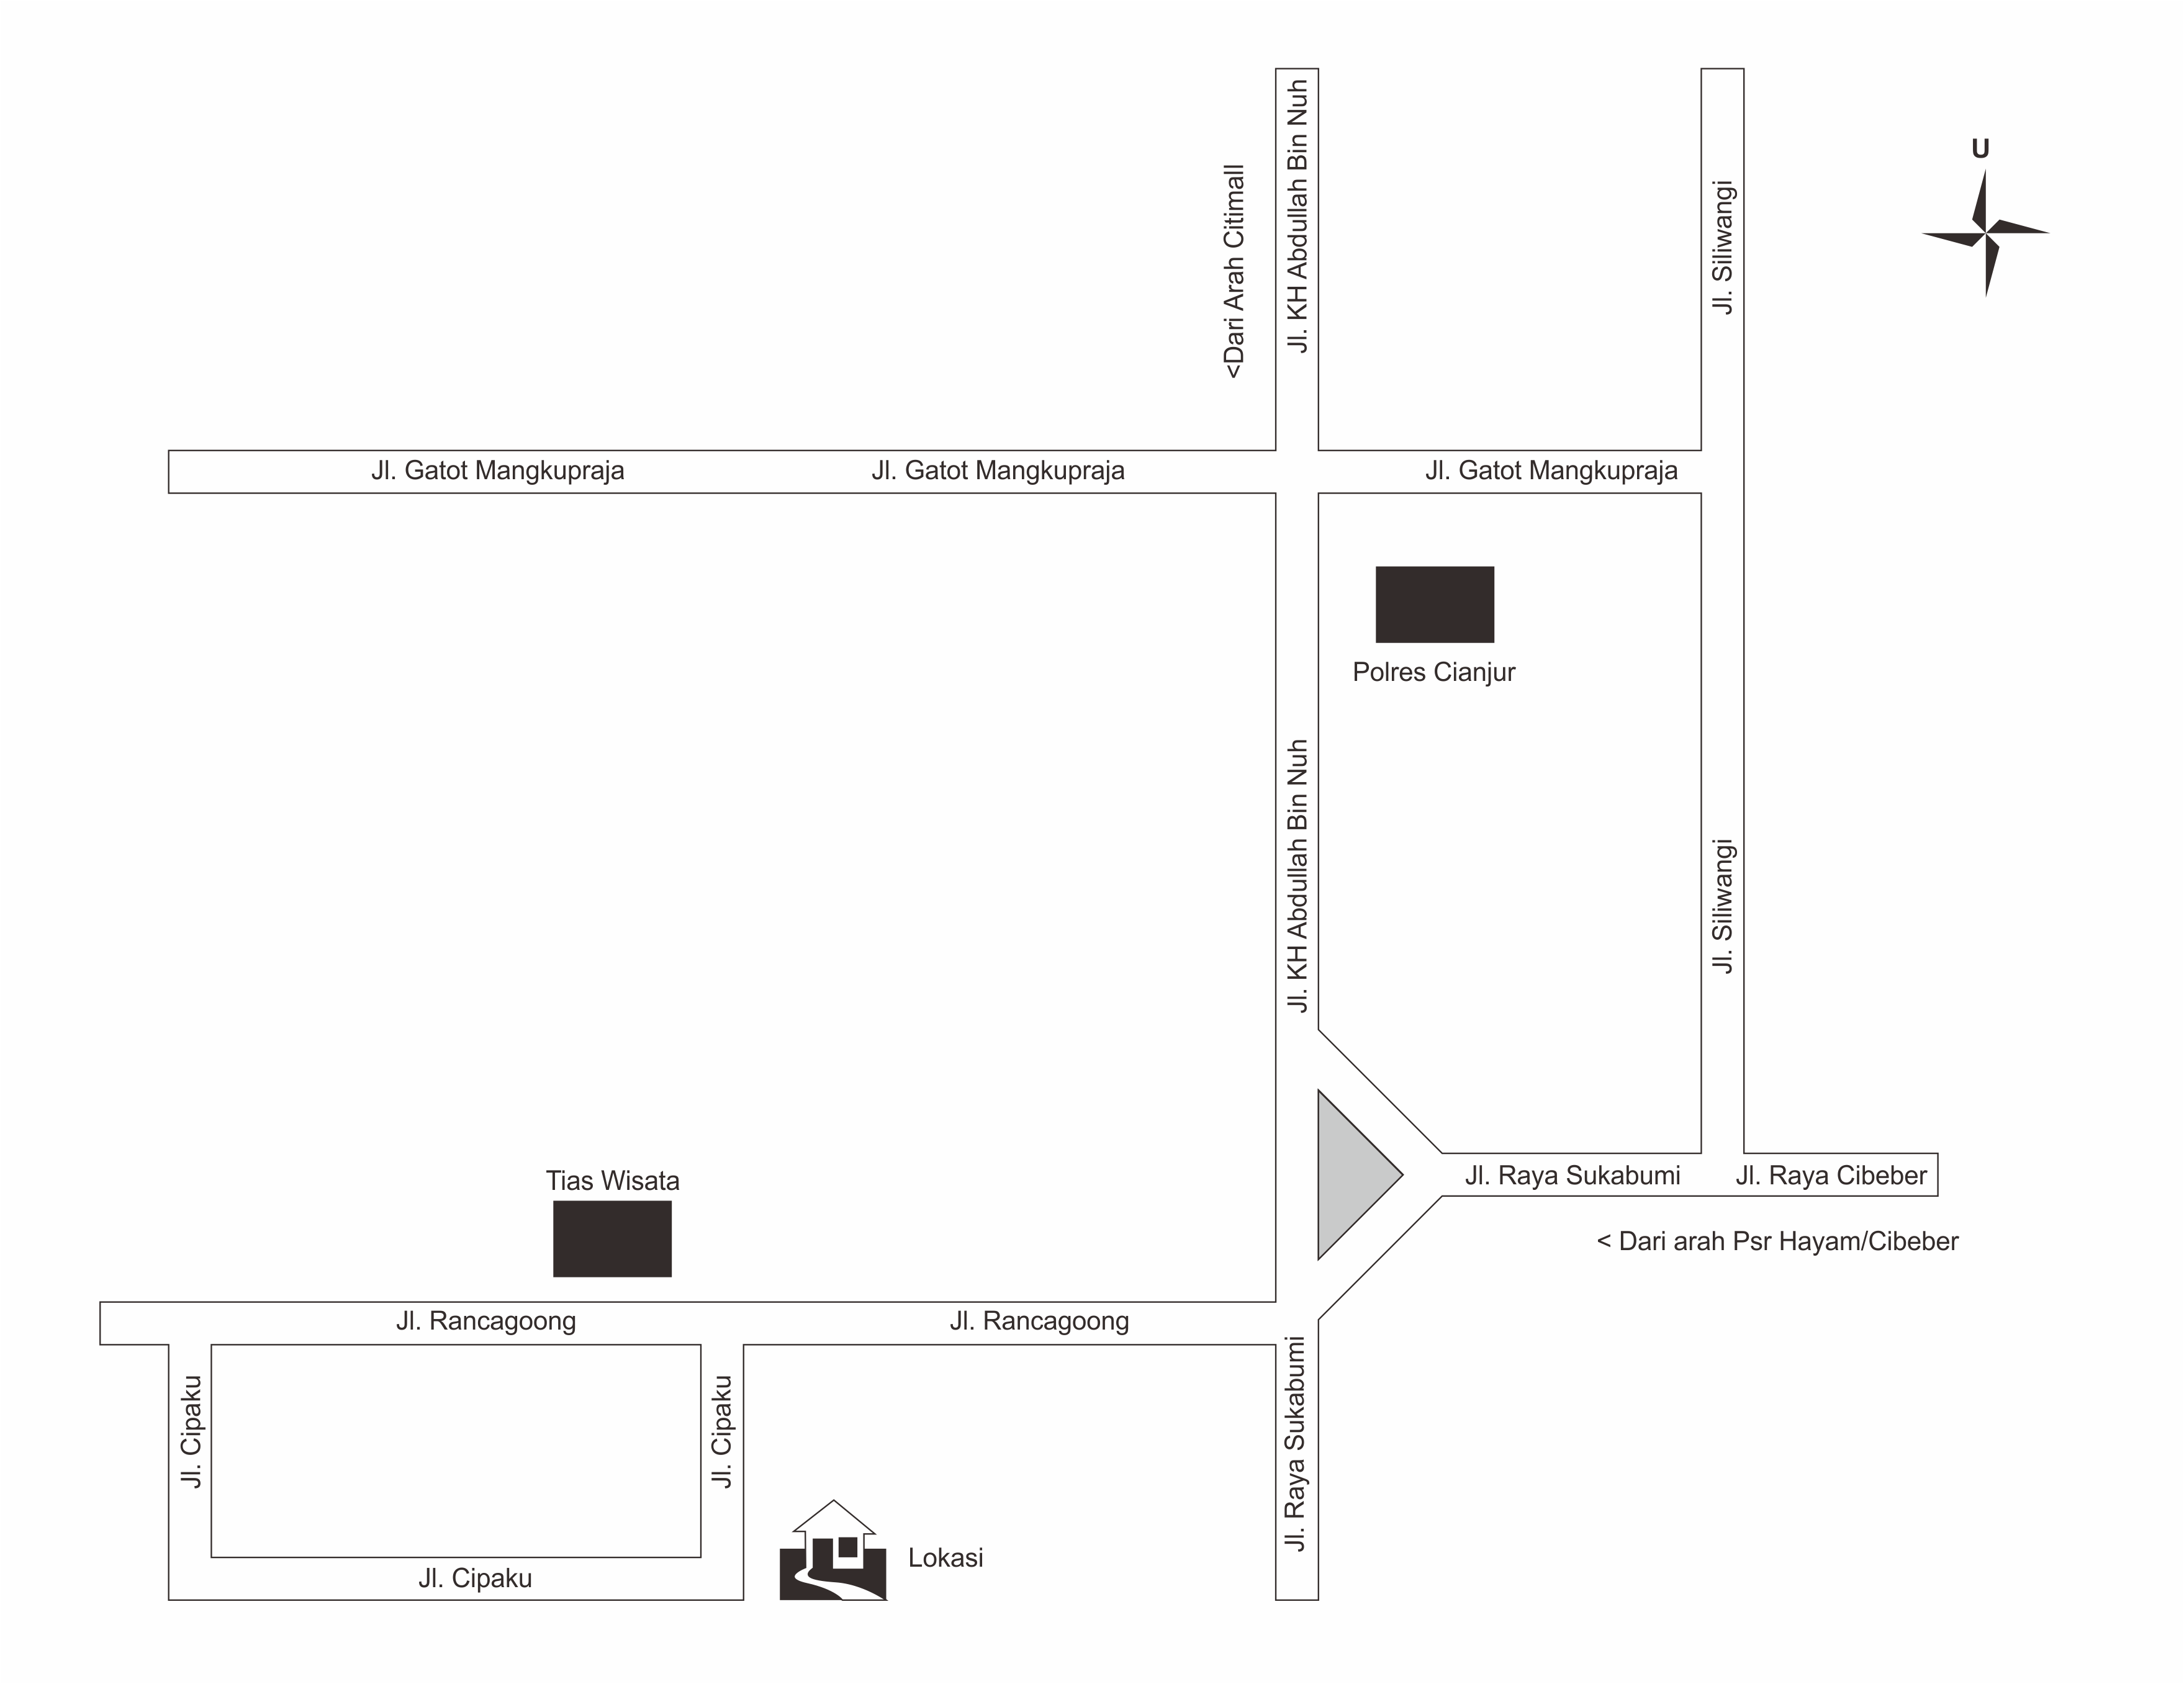 Jl. KH Abdullah Bin Nuh
Jl. Siliwangi
U
<Dari Arah Citimall
Jl. Gatot Mangkupraja
Jl. Gatot Mangkupraja
Jl. Gatot Mangkupraja
Polres Cianjur
Jl. KH Abdullah Bin Nuh
Jl. Siliwangi
Jl. Raya Sukabumi
Jl. Raya Cibeber
Tias Wisata
< Dari arah Psr Hayam/Cibeber
Jl. Rancagoong
Jl. Rancagoong
Jl. Cipaku
Jl. Cipaku
Jl. Raya Sukabumi
Lokasi
Jl. Cipaku